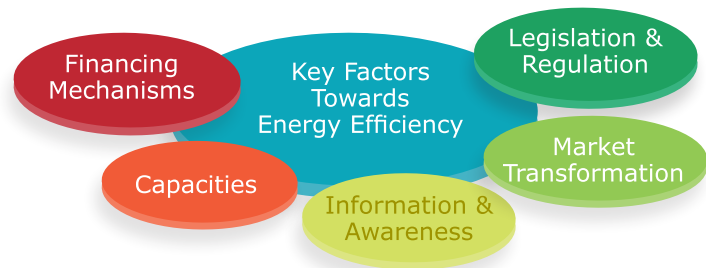 Key Factors
Towards
Energy Efficiency
Financing
Mechanisms
Legislation &
Regulation
Capacities
Market
Transformation
Information &
Awareness